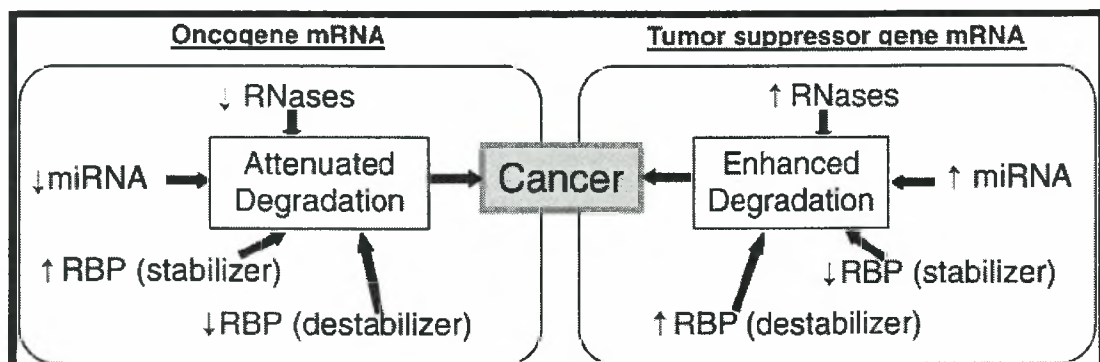 Oncogene mRNA
↓ RNases
↓miRNA
Attenuated
Degradation
↑ RBP (stabilizer)
↓RBP (destabilizer)
Cancer
Tumor suppressor gene mRNA
↑ RNases
Enhanced
Degradation
↑ miRNA
↓RBP (stabilizer)
↑ RBP (destabilizer)